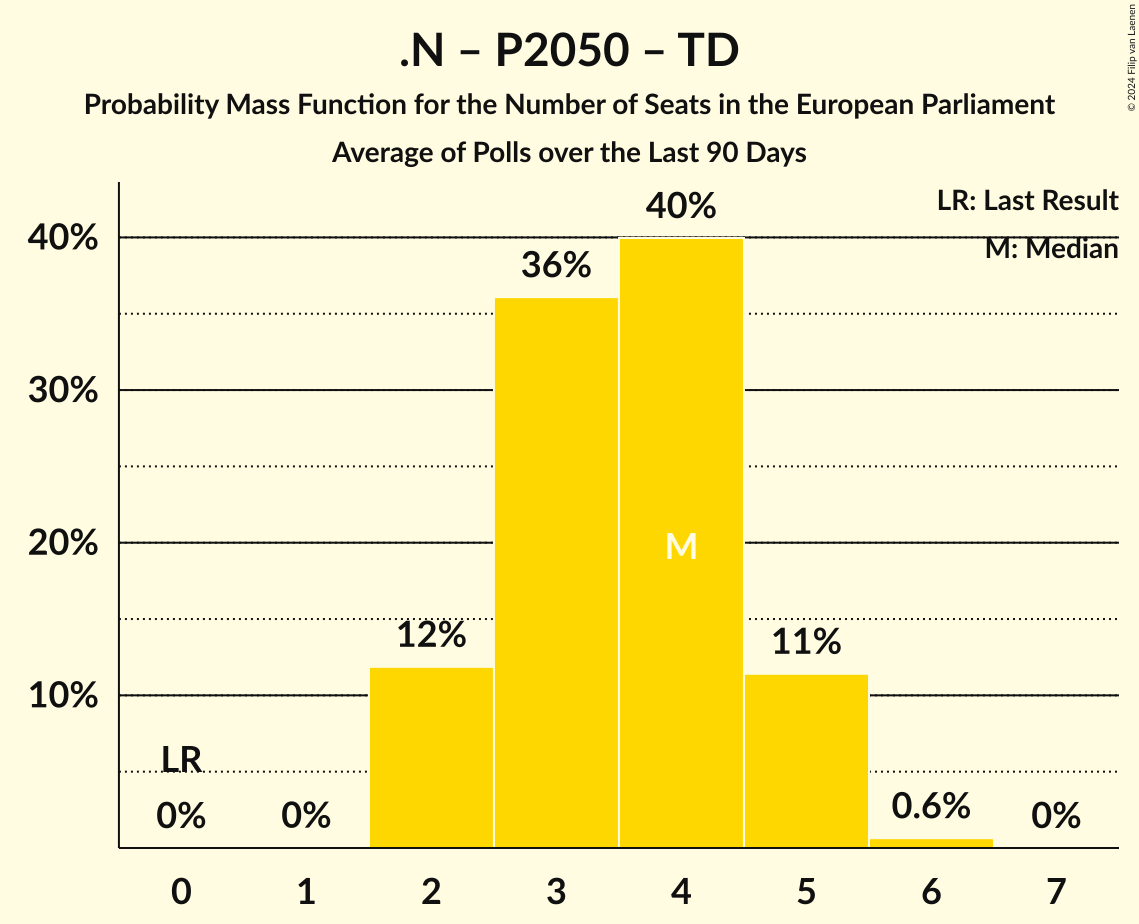 .N – P2050 – TD
Probability Mass Function for the Number of Seats in the European Parliament
Average of Polls over the Last 90 Days
© 2024 Filip van Laenen
LR: Last Result
M: Median
40%
30%
20%
10%
LR
0%
0%
12%
36%
40%
M
11%
0.6%
0%
0 1 2 3 4 5 6 7